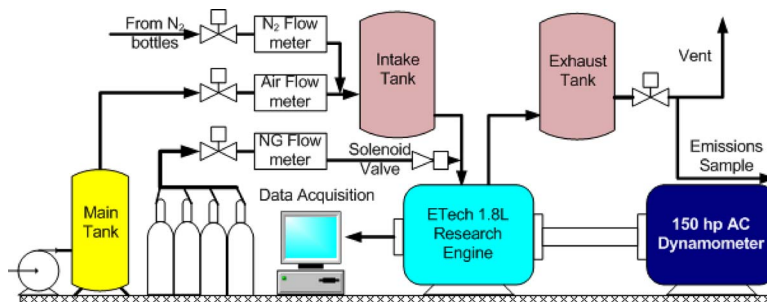 From N₂
bottles
N₂ Flow
meter
Intake
Tank
Exhaust
Tank
Vent
Air Flow
meter
NG Flow
meter
Solenoid
Valve
Emissions
Sample
Main
Tank
Data Acquisition
ETech 1.8L
Research
Engine
150 hp AC
Dynamometer